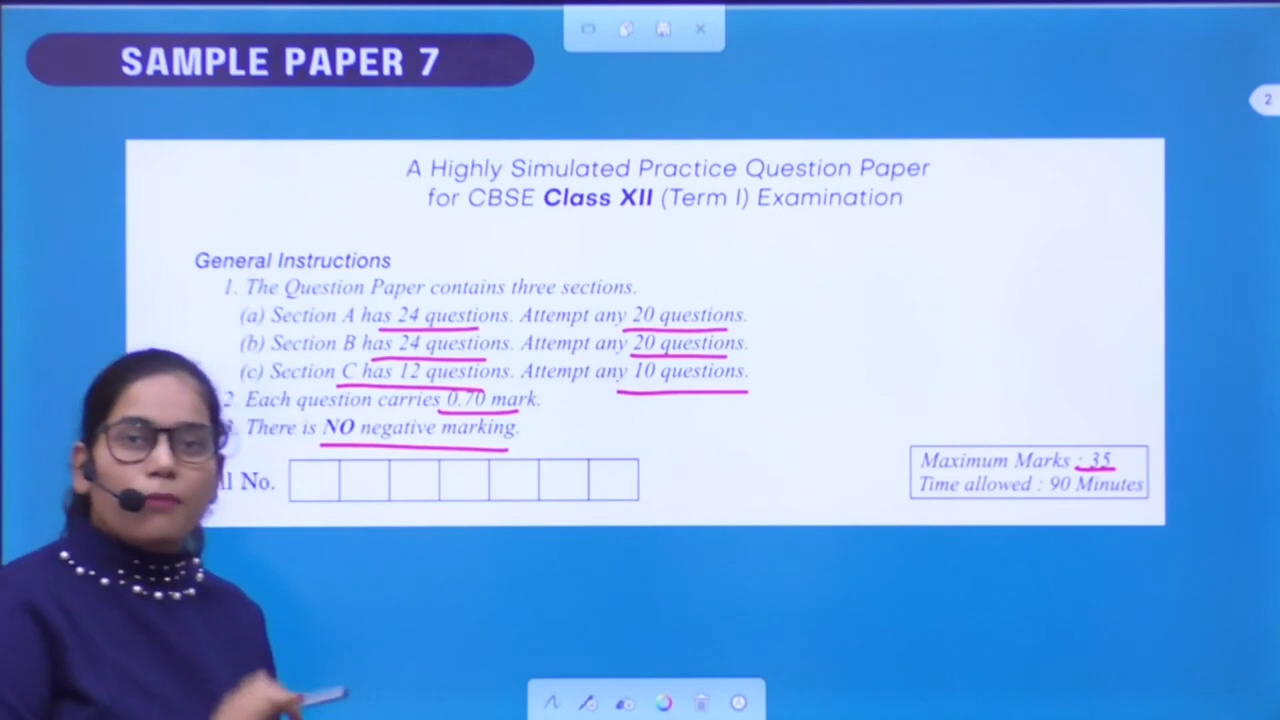 SAMPLE PAPER 7
2
A Highly Simulated Practice Question Paper
for CBSE Class XII (Term I) Examination
General Instructions
1. The Question Paper contains three sections.
(a) Section A has 24 questions. Attempt any 20 questions.
(b) Section B has 24 questions. Attempt any 20 questions.
(c) Section C has 12 questions. Attempt any 10 questions.
2. Each question carries 0.70 mark.
There is NO negative marking.
ll No.
Maximum Marks : 35
Time allowed : 90 Minutes